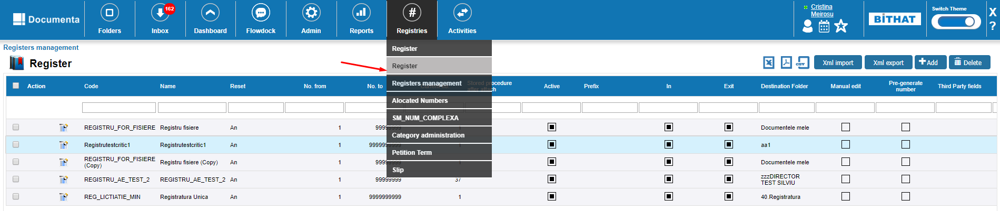 Documenta
Folders
Inbox
162
Dashboard
Flowdock
Admin
Reports
#
Registries
Activities
Cristina
Meirosu
BITHAT
Switch Theme
X
?
Registers management
Register
Register
Register
Registers management
Alocated Numbers
SM_NUM_COMPLEXA
Category administration
Petition Term
Slip
CSV
Xml import
Xml export
Add
Delete
Action Code Name Reset No. from No. to Stored procedure after attach Active Prefix In Exit Destination Folder Manual edit Pre-generate number Third Party fields
REGISTRU_FOR_FISIERE Registru fisiere An 1 99999999 1 Documentele mele
Registrutestcritic1 Registrutestcritic1 An 1 9999999999 1 aa1
REGISTRU_FOR_FISIERE (Copy) Registru fisiere (Copy) An 1 99999999 Documentele mele
REGISTRU_AE_TEST_2 REGISTRU_AE_TEST_2 An 1 99999999 37 zzzDIRECTOR TEST SILVIU
REG_LICTIATIE_MIN Registratura Unica An 1 9999999999 1 40.Registratura